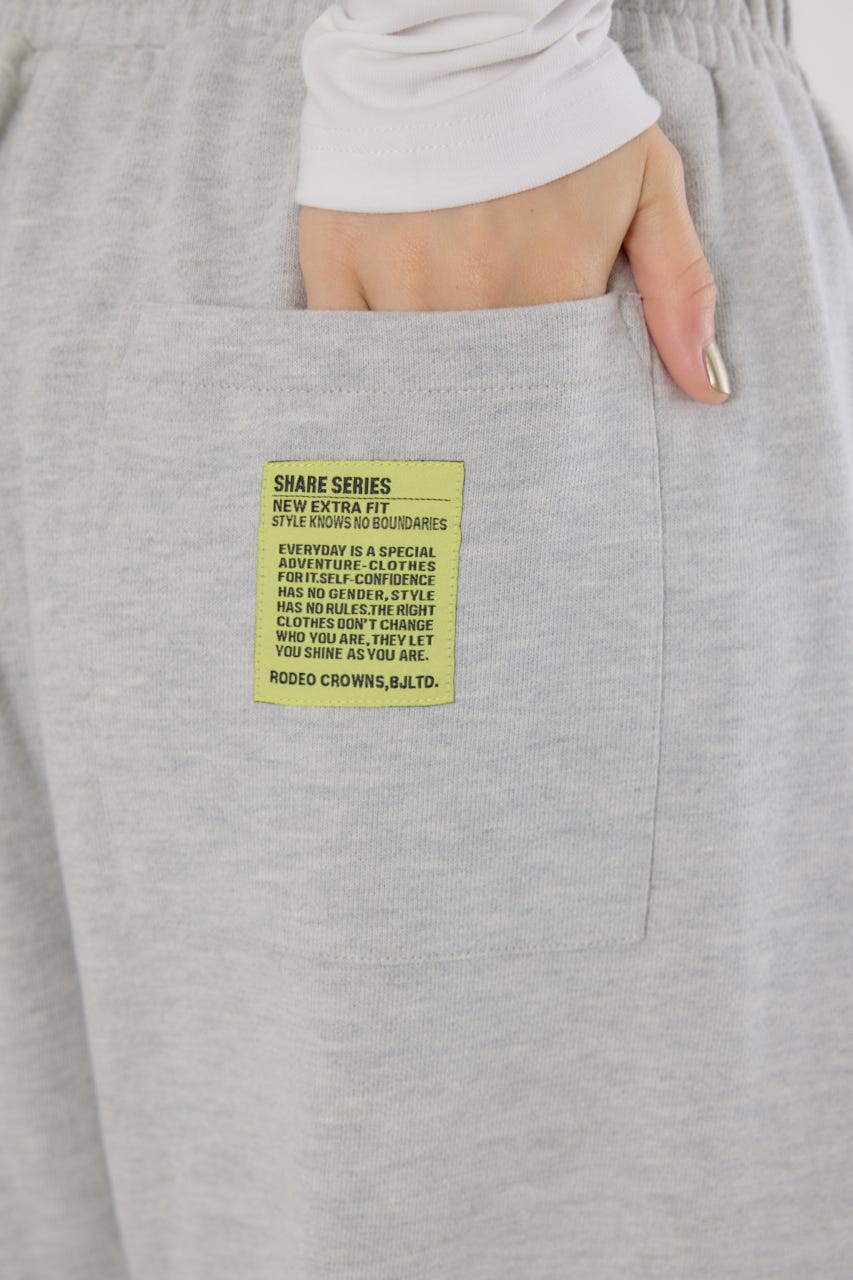 SHARE SERIES
NEW EXTRA FIT
STYLE KNOWS NO BOUNDARIES
EVERYDAY IS A SPECIAL
ADVENTURE-CLOTHES
FOR IT.SELF-CONFIDENCE
HAS NO GENDER, STYLE
HAS NO RULES.THE RIGHT
CLOTHES DON'T CHANGE
WHO YOU ARE, THEY LET
YOU SHINE AS YOU ARE.
RODEO CROWNS,BJLTD.